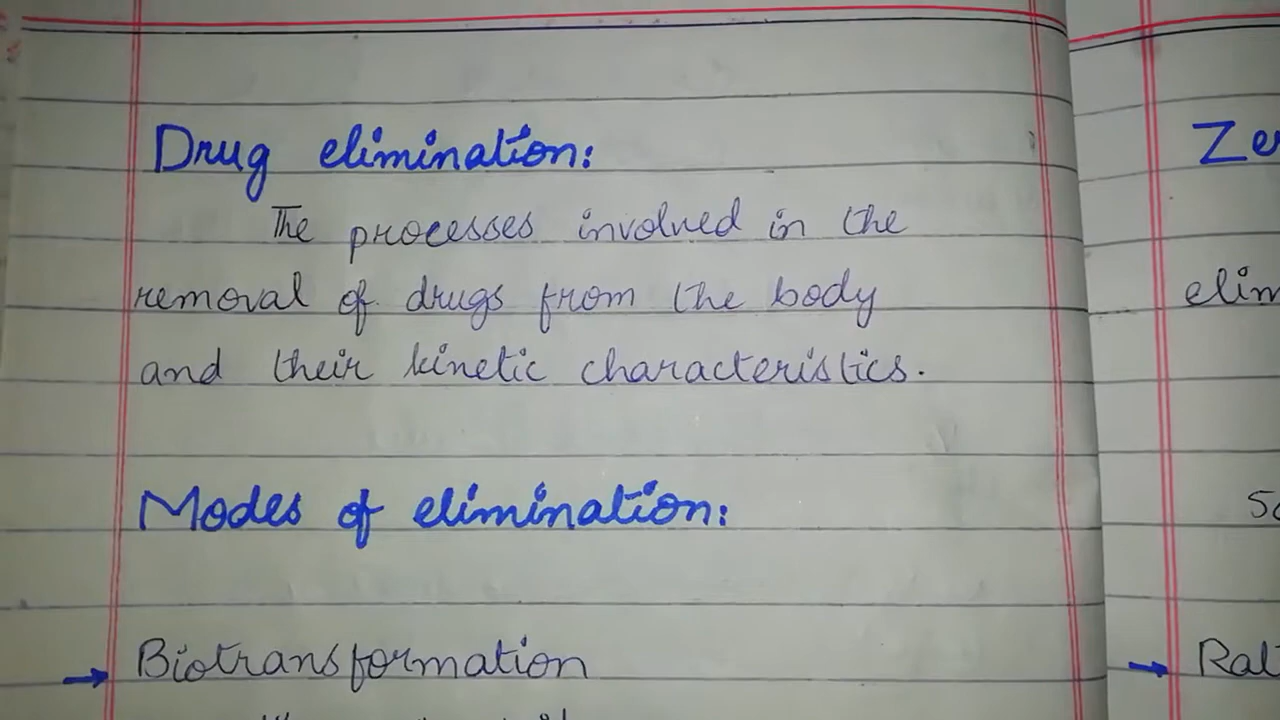 Drug elimination:
The processes involved in the
removal of drugs from the body
and their kinetic characteristics.
Modes of elimination:
→ Biotransformation
Ze
elim
→